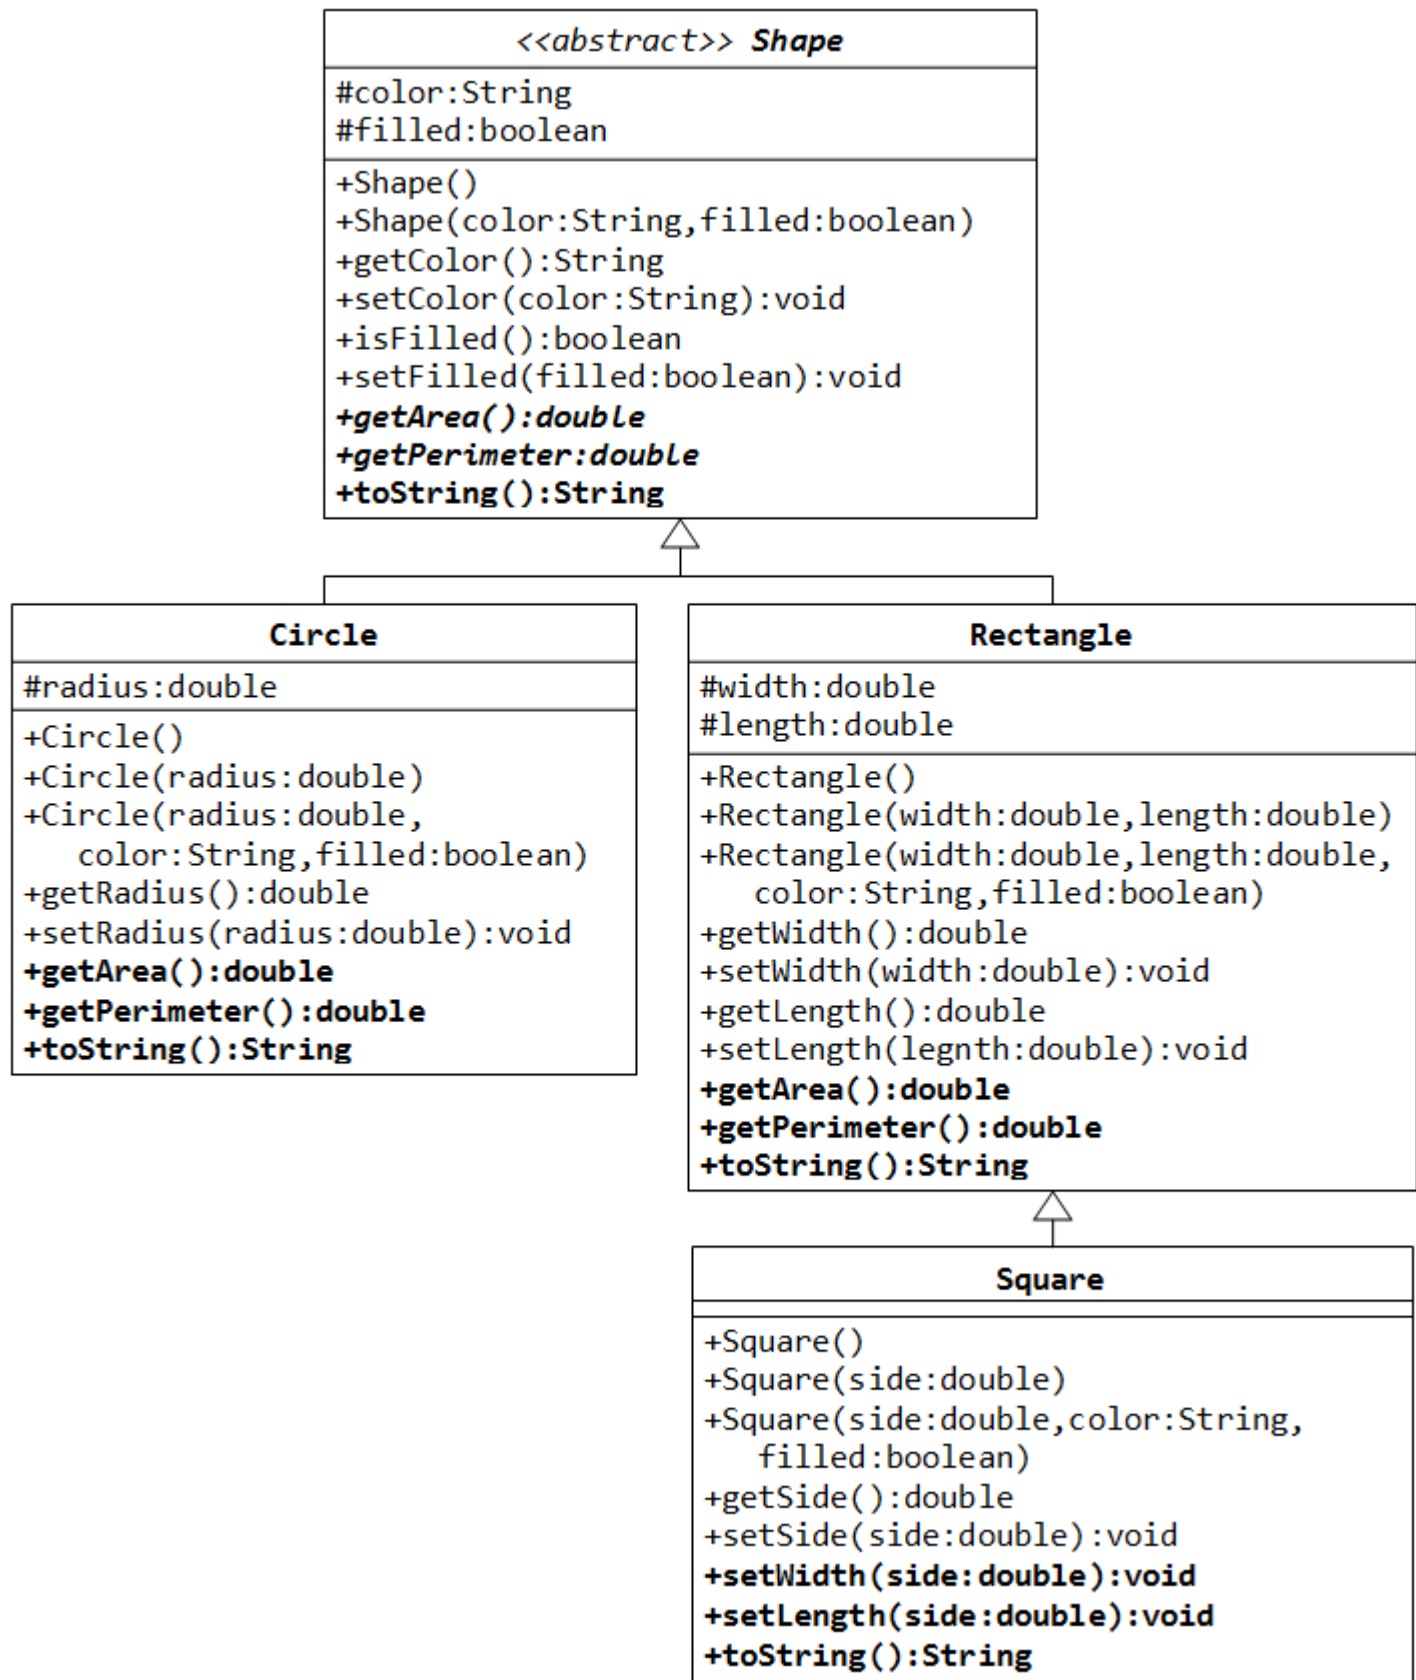 <<abstract>> Shape
#color:String
#filled:boolean
+Shape()
+Shape(color:String,filled:boolean)
+getColor():String
+setColor(color:String):void
+isFilled():boolean
+setFilled(filled:boolean):void
+getArea():double
+getPerimeter:double
+toString():String
Circle
#radius:double
+Circle()
+Circle(radius:double)
+Circle(radius:double,
color:String,filled:boolean)
+getRadius():double
+setRadius(radius:double):void
+getArea():double
+getPerimeter():double
+toString():String
Rectangle
#width:double
#length:double
+Rectangle()
+Rectangle(width:double,length:double)
+Rectangle(width:double,length:double,
color:String,filled:boolean)
+getWidth():double
+setWidth(width:double):void
+getLength():double
+setLength(legnth:double):void
+getArea():double
+getPerimeter():double
+toString():String
Square
+Square()
+Square(side:double)
+Square(side:double,color:String,
filled:boolean)
+getSide():double
+setSide(side:double):void
+setWidth(side:double):void
+setLength(side:double):void
+toString():String